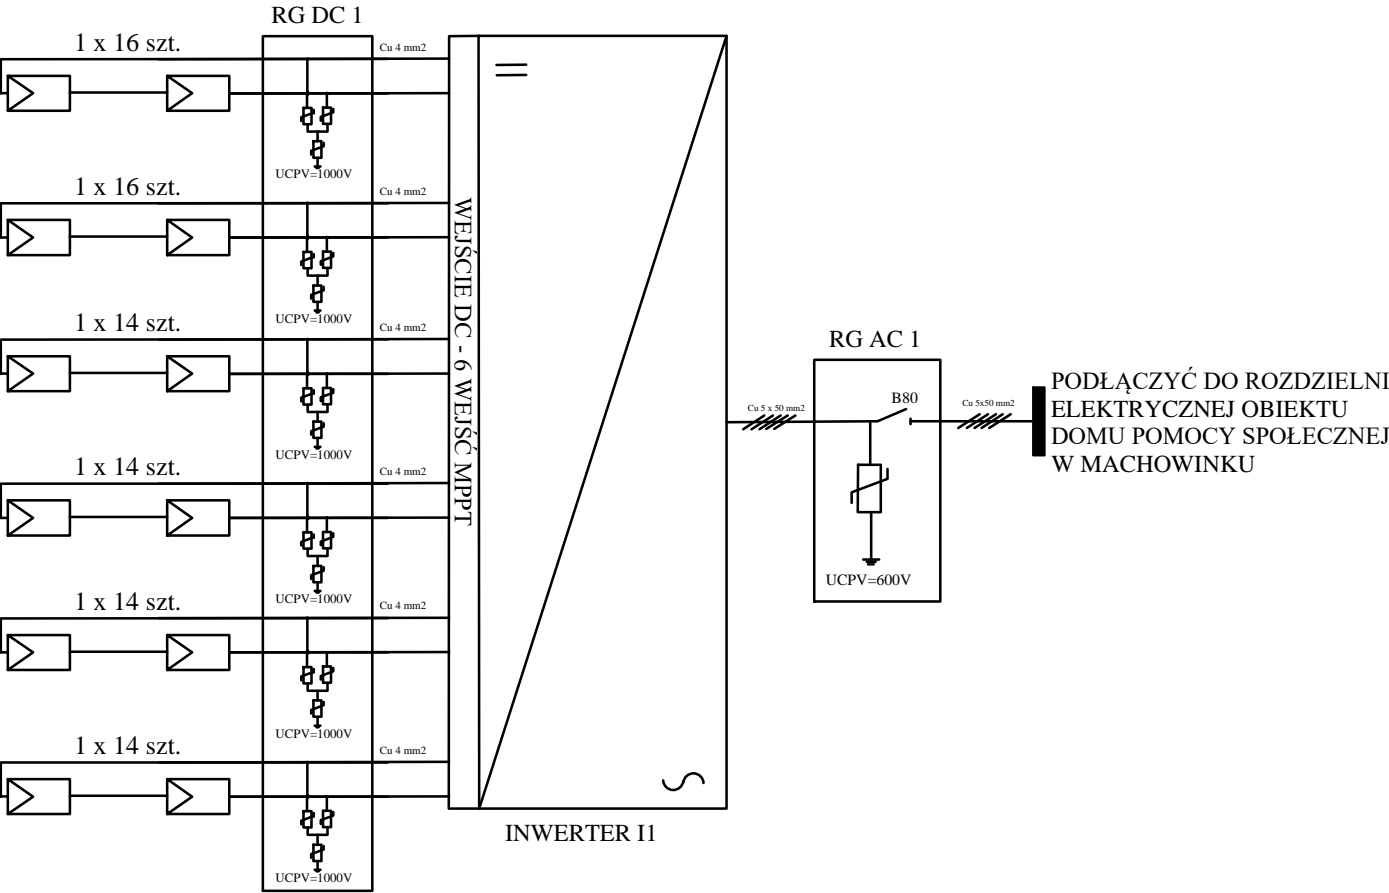 RG DC 1
1 x 16 szt.
Cu 4 mm2
UCPV=1000V
1 x 16 szt.
Cu 4 mm2
UCPV=1000V
1 x 14 szt.
Cu 4 mm2
UCPV=1000V
1 x 14 szt.
Cu 4 mm2
UCPV=1000V
1 x 14 szt.
Cu 4 mm2
UCPV=1000V
1 x 14 szt.
Cu 4 mm2
UCPV=1000V
WEJŚCIE DC - 6 WEJŚĆ MPPT
INWERTER I1
Cu 5 x 50 mm2
RG AC 1
B80
UCPV=600V
Cu 5x50 mm2
PODŁĄCZYĆ DO ROZDZIELNI
ELEKTRYCZNEJ OBIEKTU
DOMU POMOCY SPOŁECZNEJ
W MACHOWINKU